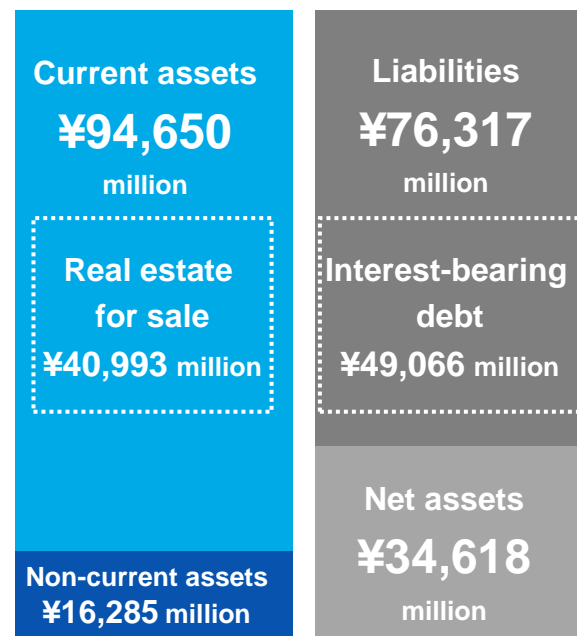 Current assets
¥94,650
million
Real estate
for sale
¥40,993 million
Non-current assets
¥16,285 million
Liabilities
¥76,317
million
Interest-bearing
debt
¥49,066 million
Net assets
¥34,618
million